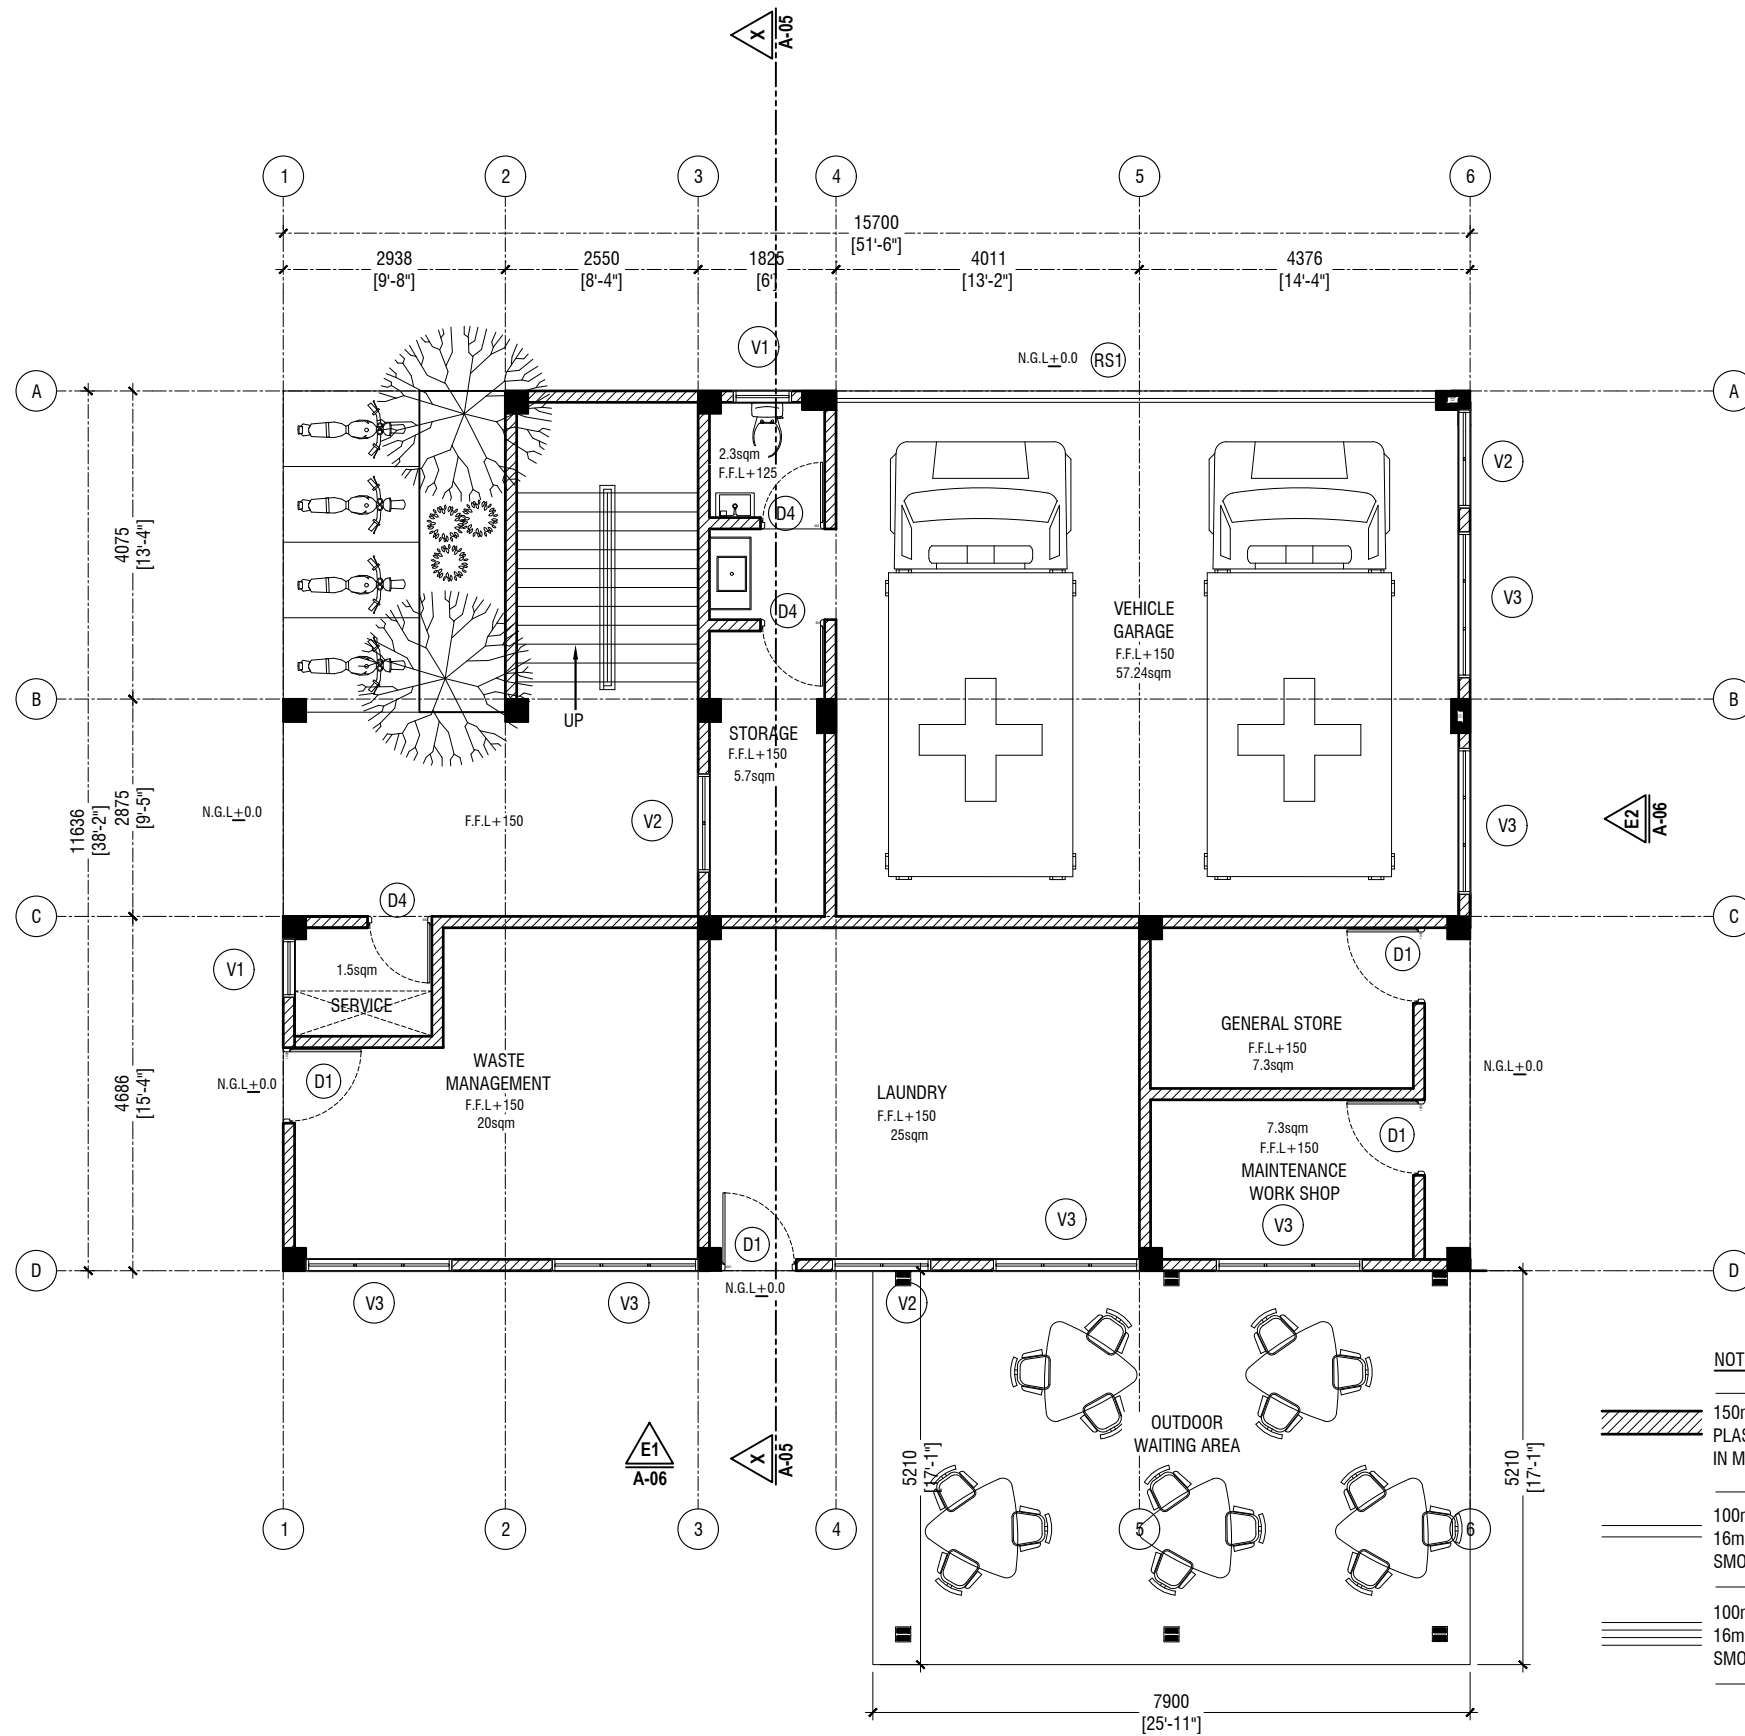 X
A-05
1
2
3
4
5
6
15700
[51'-6"]
2938
[9'-8"]
2550
[8'-4"]
1825
[6']
4011
[13'-2"]
4376
[14'-4"]
V1
N.G.L±0.0
RS1
A
A
2.3sqm
F.F.L+125
V2
D4
4075
[13'-4"]
D4
V3
VEHICLE
GARAGE
F.F.L+150
57.24sqm
B
B
UP
STORAGE
F.F.L+150
5.7sqm
11636
[38'-2"]
2875
[9'-5"]
N.G.L±0.0
F.F.L+150
V2
V3
E2
A-06
D4
C
C
V1
1.5sqm
SERVICE
D1
GENERAL STORE
F.F.L+150
7.3sqm
WASTE
MANAGEMENT
F.F.L+150
20sqm
N.G.L±0.0
D1
N.G.L±0.0
4686
[15'-4"]
LAUNDRY
F.F.L+150
25sqm
7.3sqm
F.F.L+150
MAINTENANCE
WORK SHOP
D1
V3
V3
D1
D
D
N.G.L±0.0
V3
V3
V2
OUTDOOR
WAITING AREA
E1
A-06
X
A-05
5210
[17'-1"]
5210
[17'-1"]
1
2
3
4
5
6
7900
[25'-11"]
NOT
150m
PLAS
IN M
100m
16m
SMO
100m
16m
SMO